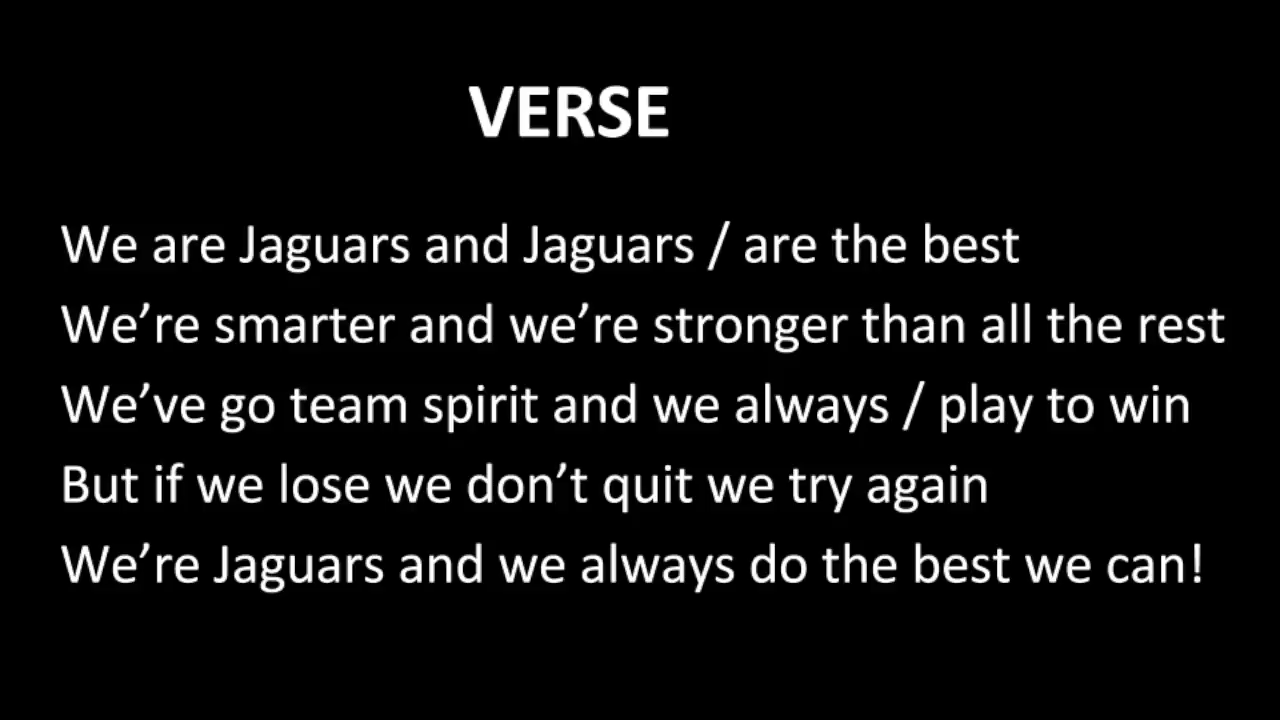 VERSE
We are Jaguars and Jaguars / are the best
We’re smarter and we’re stronger than all the rest
We’ve go team spirit and we always / play to win
But if we lose we don’t quit we try again
We’re Jaguars and we always do the best we can!